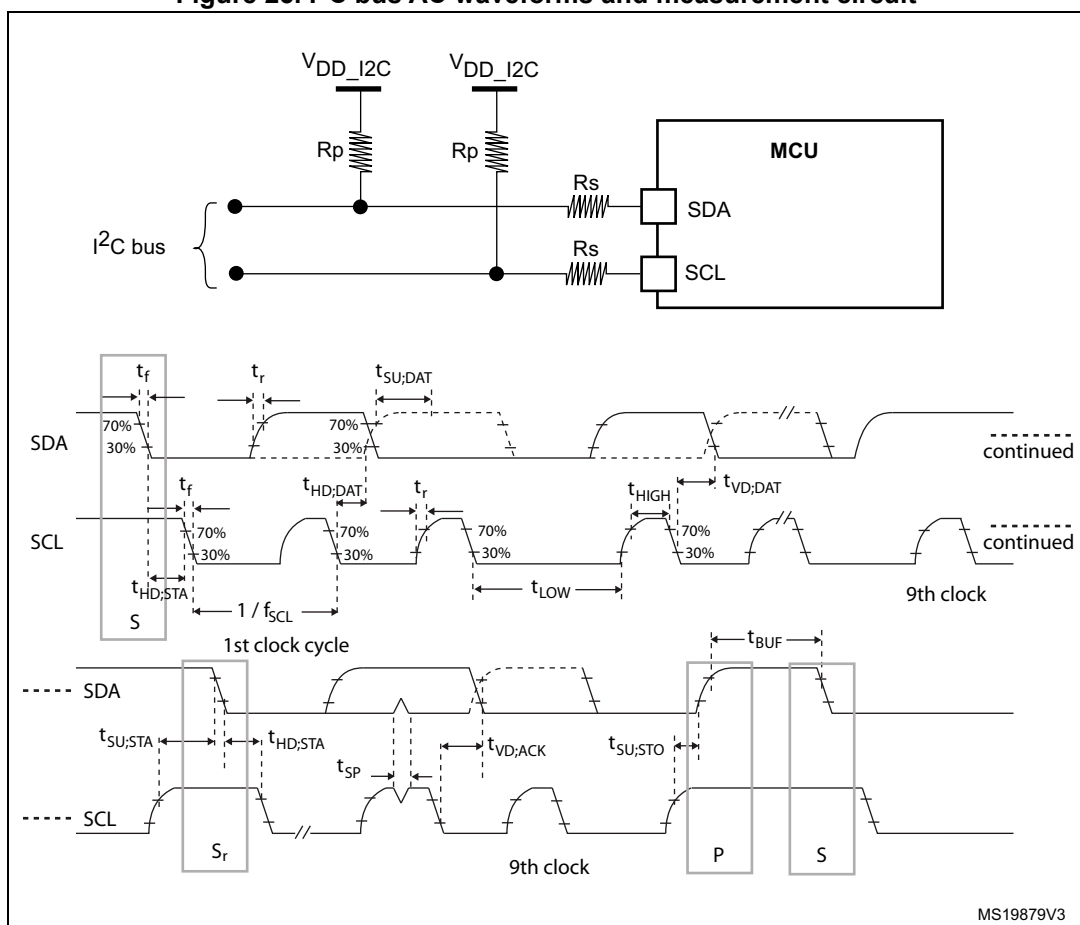 Figure 23. I²C bus AC waveforms and measurement circuit
V_DD_I2C V_DD_I2C
Rp Rp
MCU
Rs
SDA
I²C bus
Rs
SCL
t_f t_r t_SU;DAT
70% 70%
SDA 30% 30%
continued
t_f t_HD;DAT t_r t_HIGH t_VD;DAT
70% 70% 70% 70%
SCL 30% 30% 30% 30%
continued
t_HD;STA t_LOW 9th clock
S 1 / f_SCL
1st clock cycle t_BUF
SDA
t_SU;STA t_HD;STA t_SP t_VD;ACK t_SU;STO
SCL
S_r 9th clock P S
MS19879V3